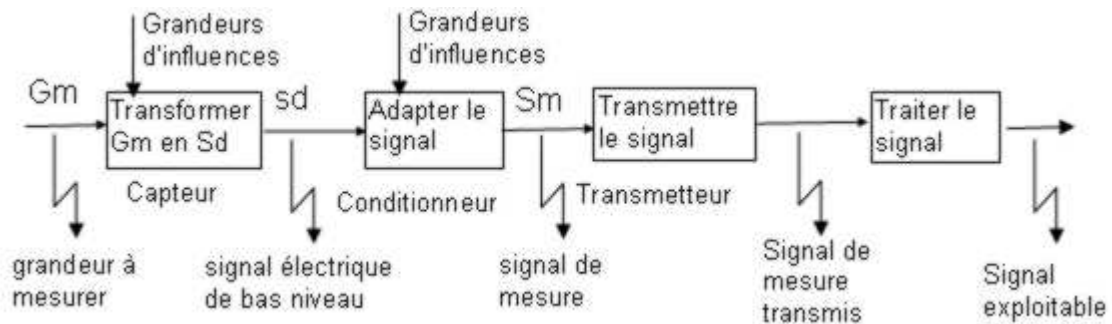 Grandeurs
d'influences
Grandeurs
d'influences
Gm
Transformer
Gm en Sd
sd
Adapter le
signal
Sm
Transmettre
le signal
Traiter le
signal
Capteur
Conditionneur
Transmetteur
grandeur à
mesurer
signal électrique
de bas niveau
signal de
mesure
Signal de
mesure
transmis
Signal
exploitable